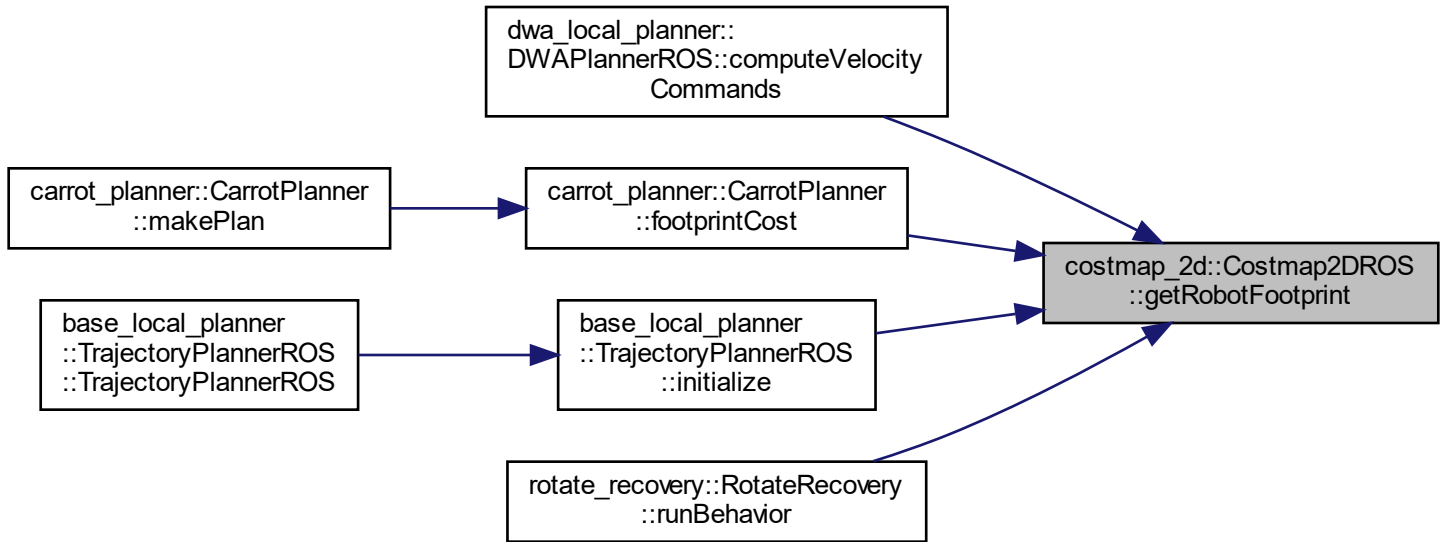 dwa_local_planner::
DWAPlannerROS::computeVelocity
Commands
carrot_planner::CarrotPlanner
::makePlan
carrot_planner::CarrotPlanner
::footprintCost
costmap_2d::Costmap2DROS
::getRobotFootprint
base_local_planner
::TrajectoryPlannerROS
::TrajectoryPlannerROS
base_local_planner
::TrajectoryPlannerROS
::initialize
rotate_recovery::RotateRecovery
::runBehavior